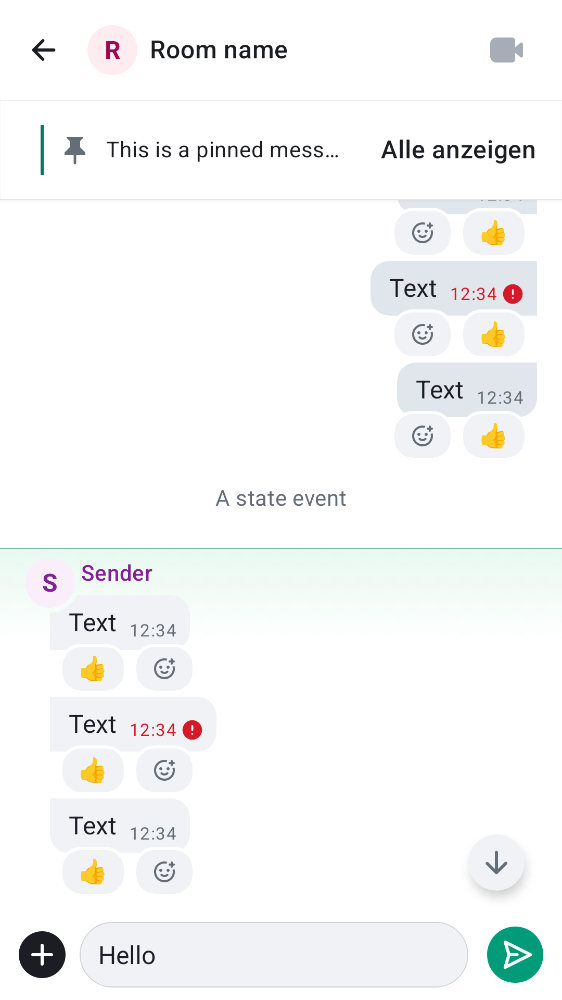 R Room name
This is a pinned mess… Alle anzeigen
Text 12:34
Text 12:34
A state event
S Sender
Text 12:34
Text 12:34
Text 12:34
Hello